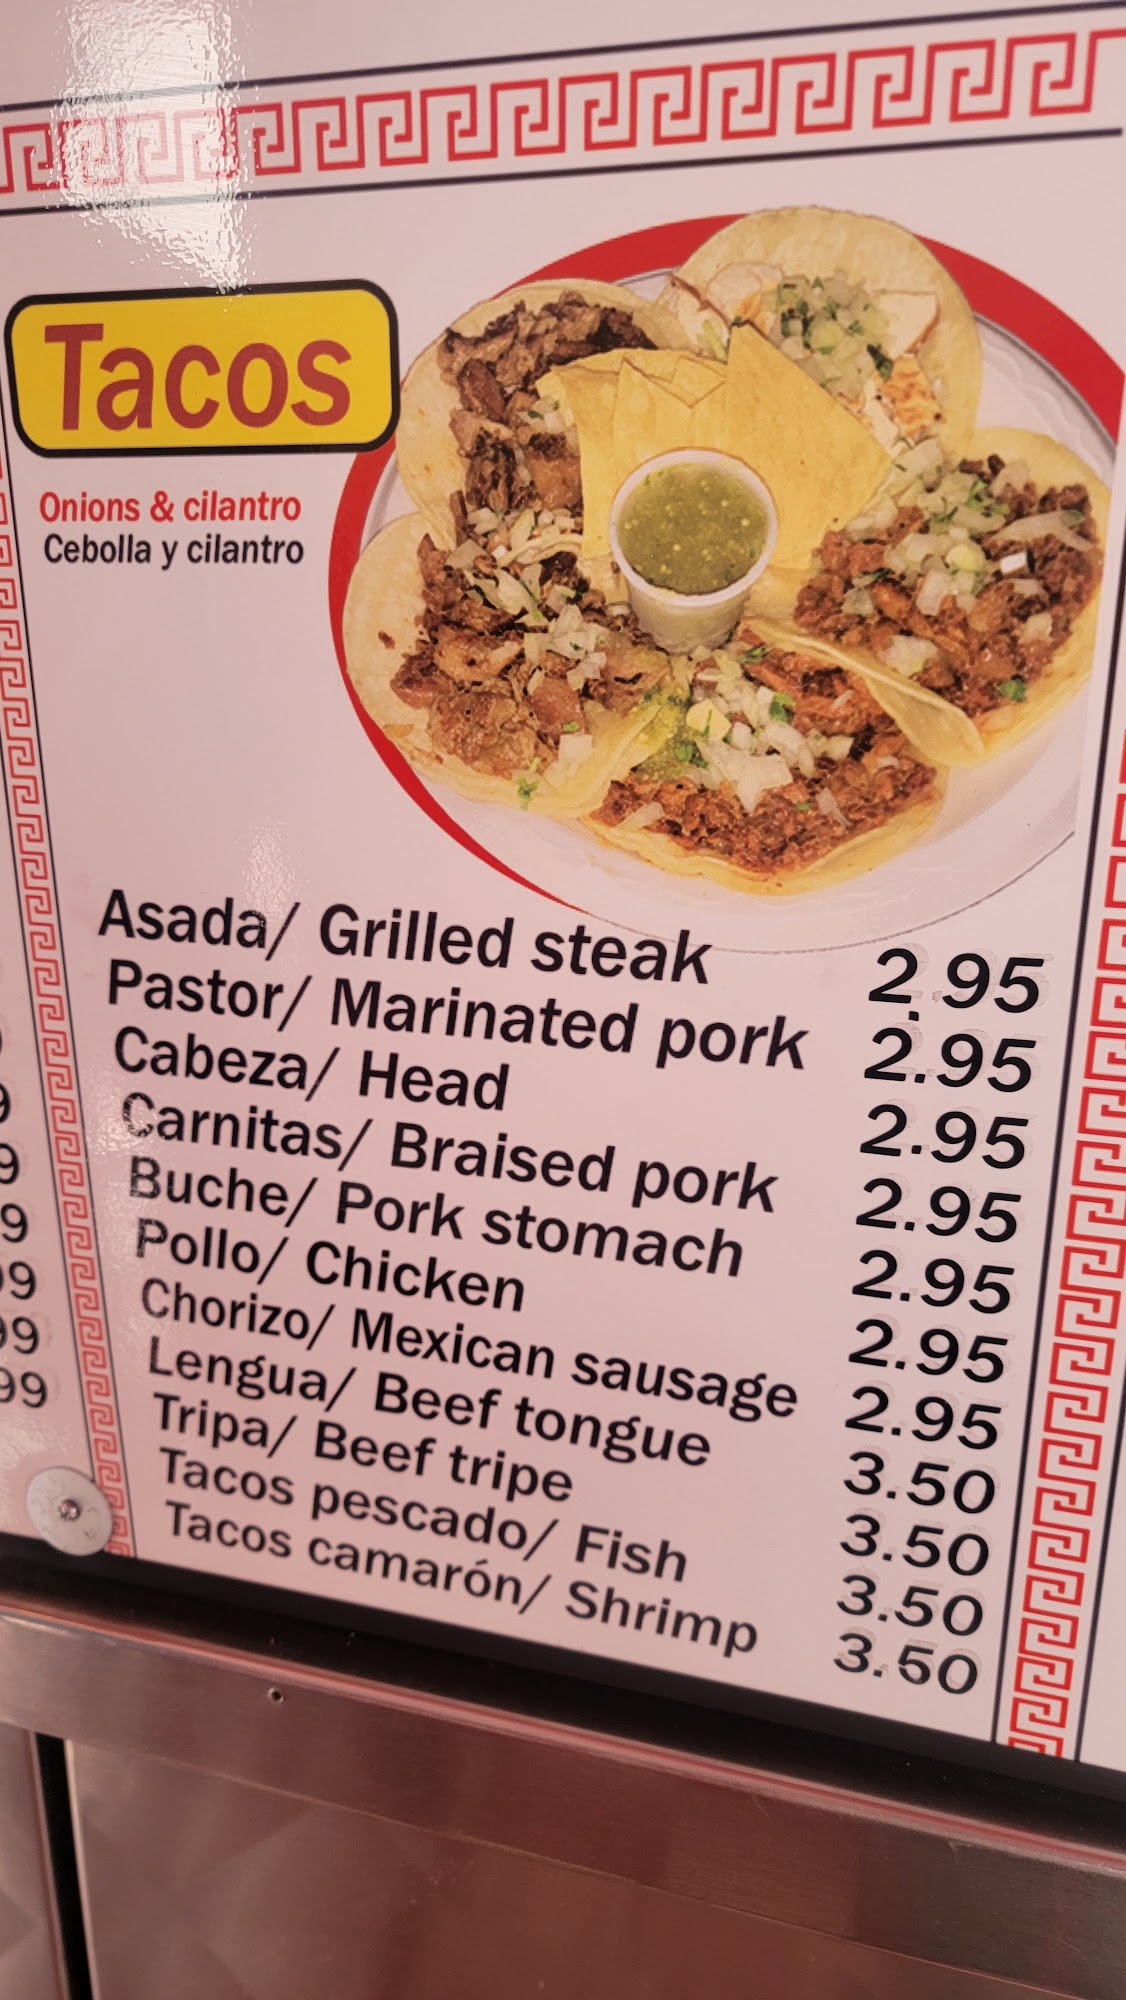 Tacos
Onions & cilantro
Cebolla y cilantro
Asada/ Grilled steak 2.95
Pastor/ Marinated pork 2.95
Cabeza/ Head 2.95
Carnitas/ Braised pork 2.95
Buche/ Pork stomach 2.95
Pollo/ Chicken 2.95
Chorizo/ Mexican sausage 2.95
Lengua/ Beef tongue 3.50
Tripa/ Beef tripe 3.50
Tacos pescado/ Fish 3.50
Tacos camarón/ Shrimp 3.50